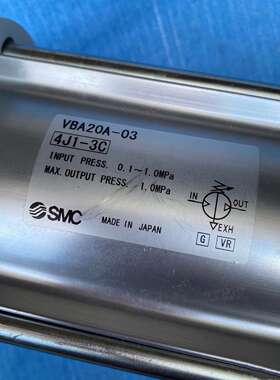 VBA20A-03
4J1-3C
INPUT PRESS. 0.1~1.0MPa
MAX.OUTPUT PRESS. 1.0MPa
IN OUT
EXH
SMC MADE IN JAPAN
G VR